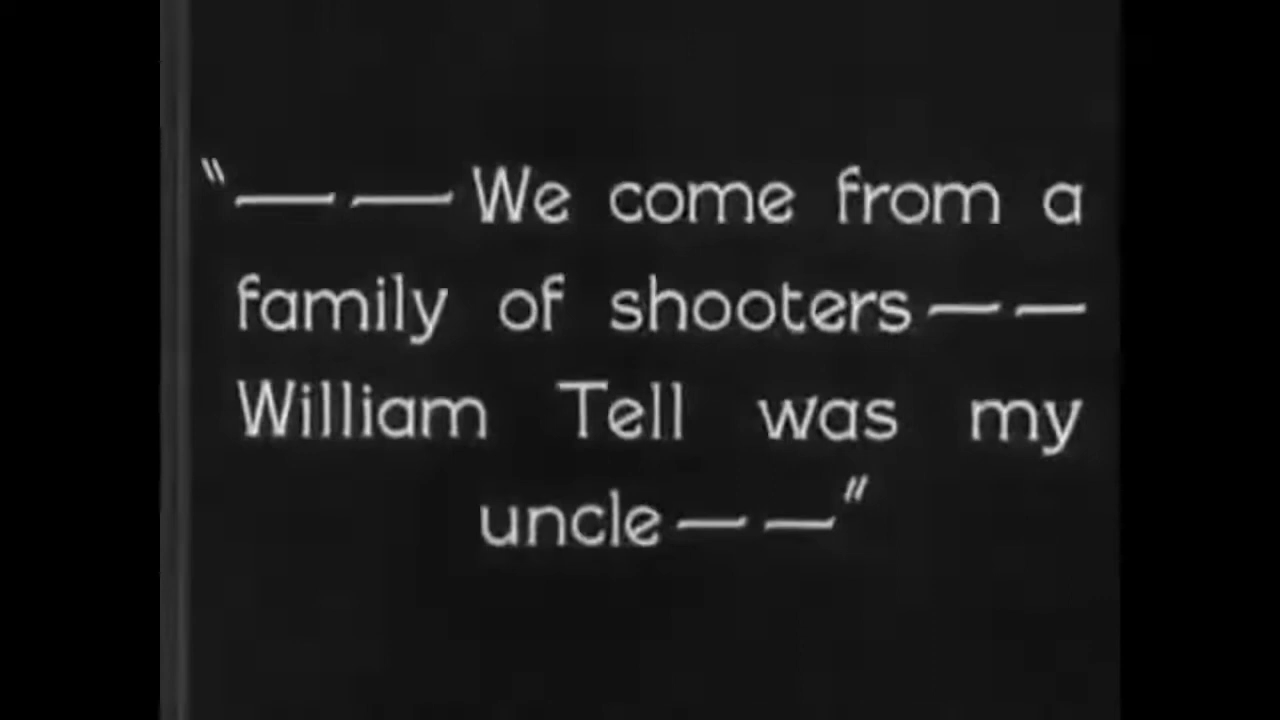 "— — We come from a
family of shooters — —
William Tell was my
uncle — —"